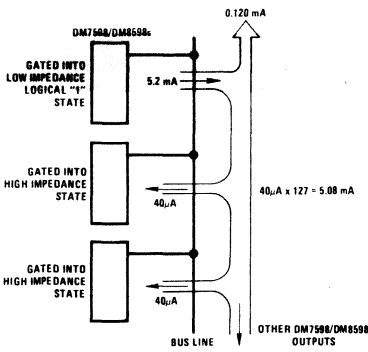 0.120 mA
DM7598/DM8598s
GATED INTO
LOW IMPEDANCE
LOGICAL "1"
STATE
5.2 mA
GATED INTO
HIGH IMPEDANCE
STATE
40μA
40μA x 127 = 5.08 mA
GATED INTO
HIGH IMPEDANCE
STATE
40μA
BUS LINE
OTHER DM7598/DM8598
OUTPUTS